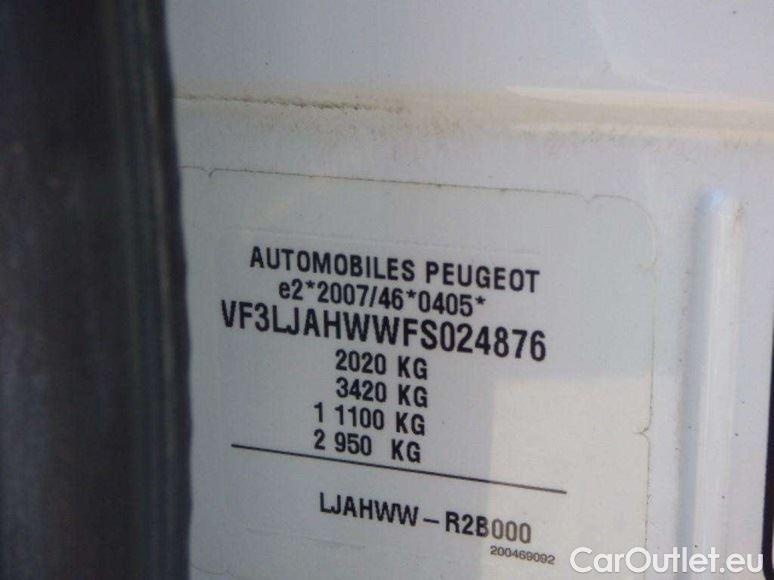 AUTOMOBILES PEUGEOT
e2*2007/46*0405*
VF3LJAHWWFS024876
2020 KG
3420 KG
1 1100 KG
2 950 KG
LJAHWW-R2B000
200469092
CarOutlet.eu